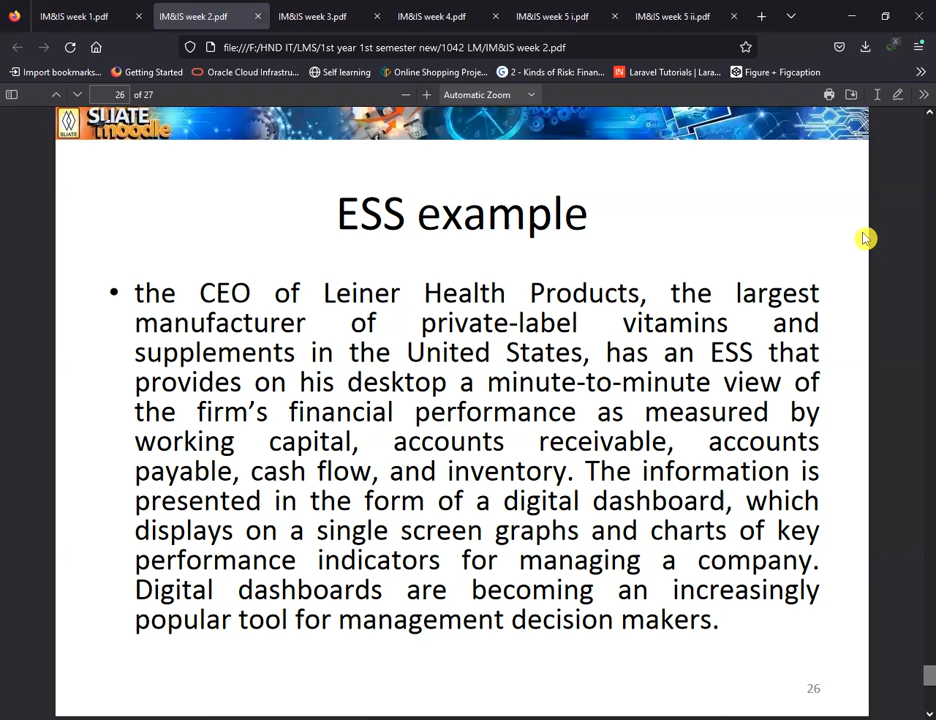 IM&IS week 1.pdf
IM&IS week 2.pdf
IM&IS week 3.pdf
IM&IS week 4.pdf
IM&IS week 5 i.pdf
IM&IS week 5 ii.pdf
file:///F:/HND IT/LMS/1st year 1st semester new/1042 LM/IM&IS week 2.pdf
Import bookmarks...
Getting Started
Oracle Cloud Infrastru...
Self learning
Online Shopping Proje...
2 - Kinds of Risk: Finan...
Laravel Tutorials | Lara...
Figure + Figcaption
26 of 27
Automatic Zoom
SLIATE
moodle
ESS example
• the CEO of Leiner Health Products, the largest
manufacturer of private-label vitamins and
supplements in the United States, has an ESS that
provides on his desktop a minute-to-minute view of
the firm's financial performance as measured by
working capital, accounts receivable, accounts
payable, cash flow, and inventory. The information is
presented in the form of a digital dashboard, which
displays on a single screen graphs and charts of key
performance indicators for managing a company.
Digital dashboards are becoming an increasingly
popular tool for management decision makers.
26